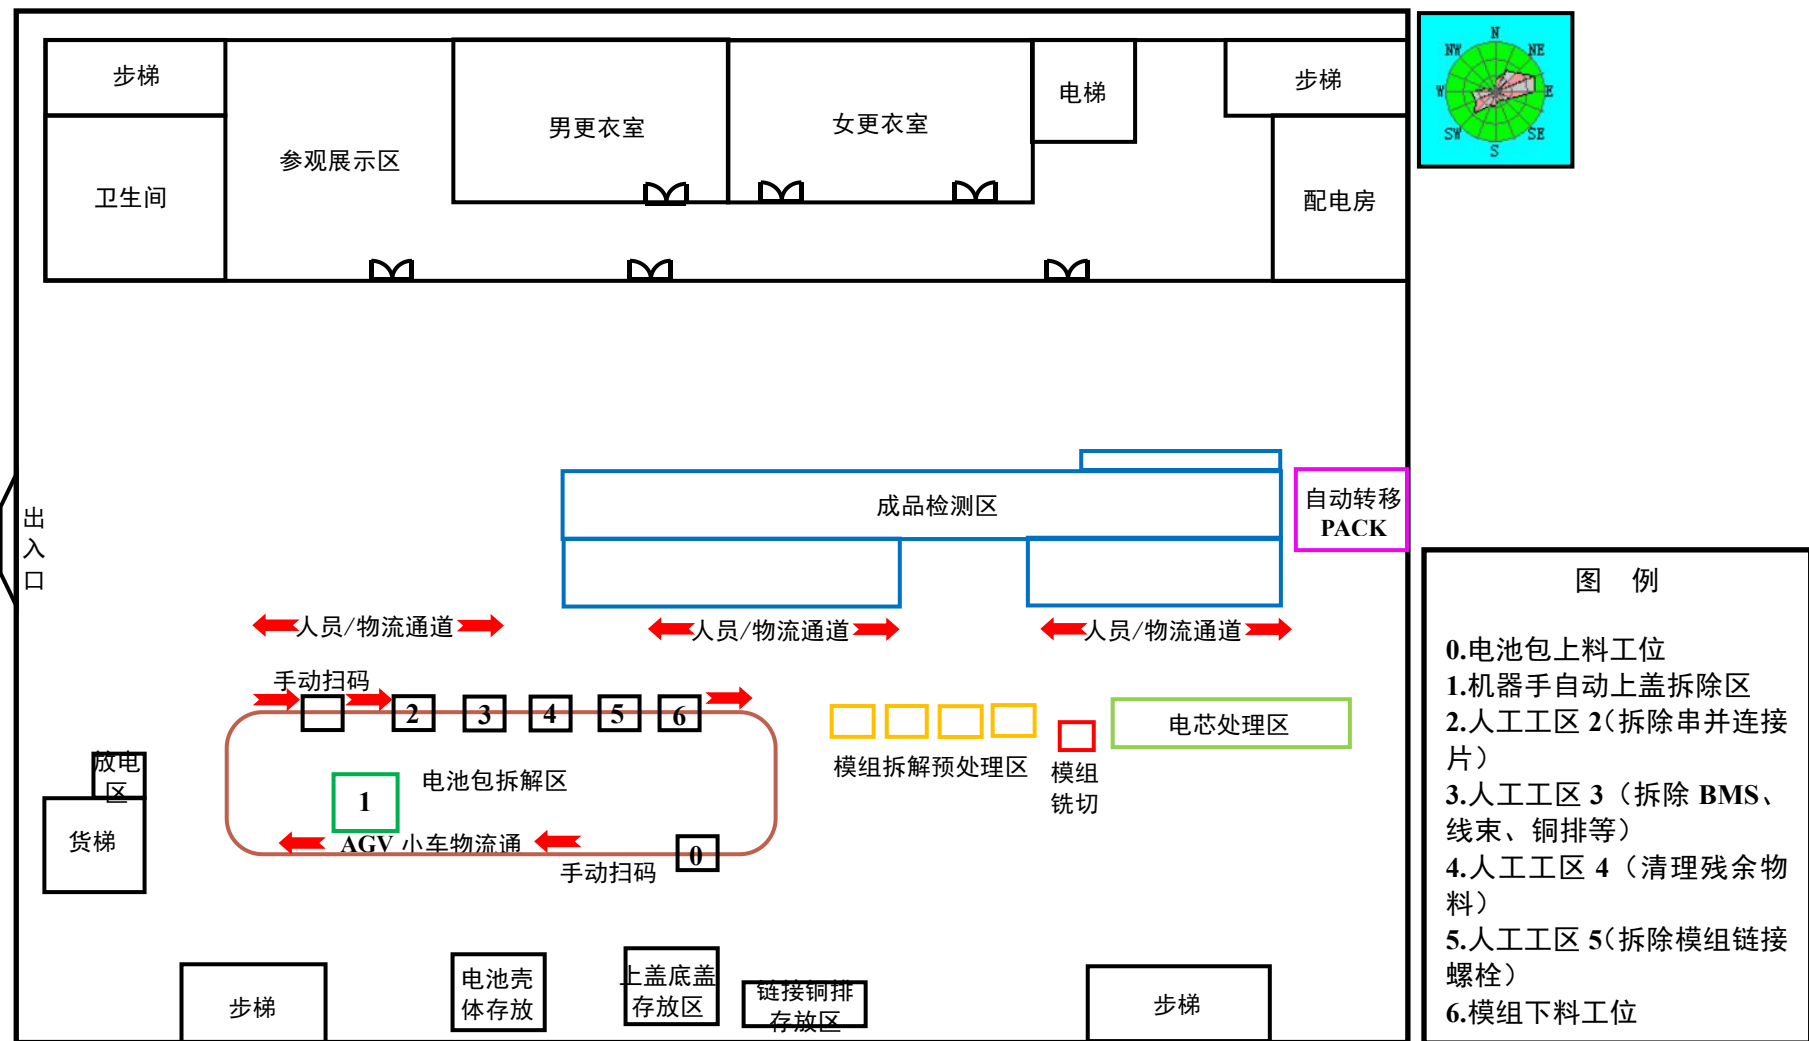 步梯
卫生间
参观展示区
男更衣室
女更衣室
电梯
步梯
配电房
N
NW
NE
W
E
SW
SE
S
出
入
口
成品检测区
自动转移
PACK
人员/物流通道
人员/物流通道
人员/物流通道
手动扫码
2
3
4
5
6
放电
区
货梯
1
电池包拆解区
AGV 小车物流通
0
手动扫码
模组拆解预处理区
模组
铣切
电芯处理区
步梯
电池壳
体存放
上盖底盖
存放区
链接铜排
存放区
步梯
图 例
0.电池包上料工位
1.机器手自动上盖拆除区
2.人工工区 2（拆除串并连接
片）
3.人工工区 3（拆除 BMS、
线束、铜排等）
4.人工工区 4（清理残余物
料）
5.人工工区 5（拆除模组链接
螺栓）
6.模组下料工位